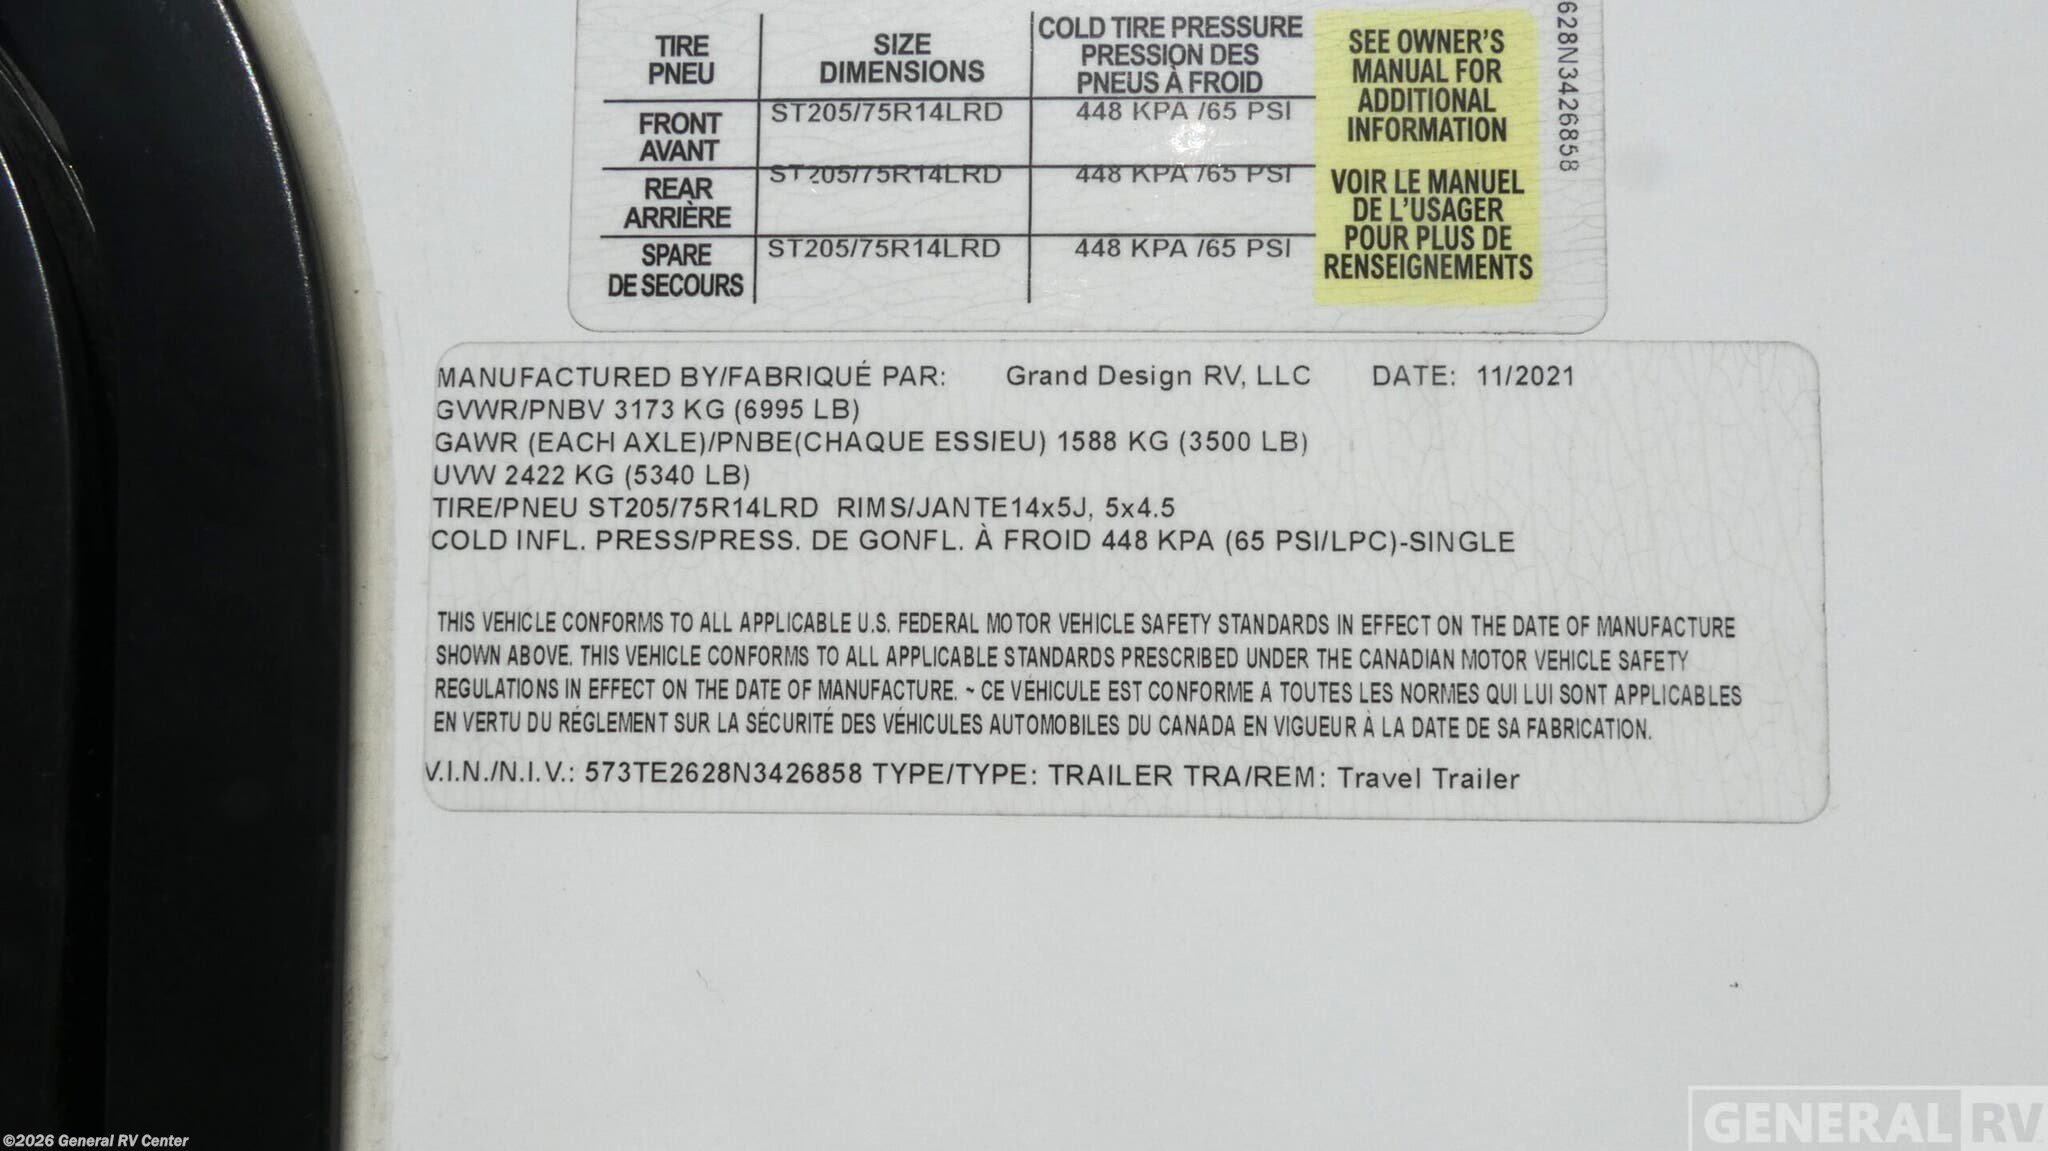 TIRE SIZE COLD TIRE PRESSURE
PNEU DIMENSIONS PRESSION DES
PNEUS À FROID
FRONT ST205/75R14LRD 448 KPA /65 PSI
AVANT
REAR ST205/75R14LRD 448 KPA /65 PSI
ARRIÈRE
SPARE ST205/75R14LRD 448 KPA /65 PSI
DE SECOURS
SEE OWNER'S
MANUAL FOR
ADDITIONAL
INFORMATION
VOIR LE MANUEL
DE L'USAGER
POUR PLUS DE
RENSEIGNEMENTS
628N3426858
MANUFACTURED BY/FABRIQUÉ PAR: Grand Design RV, LLC DATE: 11/2021
GVWR/PNBV 3173 KG (6995 LB)
GAWR (EACH AXLE)/PNBE(CHAQUE ESSIEU) 1588 KG (3500 LB)
UVW 2422 KG (5340 LB)
TIRE/PNEU ST205/75R14LRD RIMS/JANTE14x5J, 5x4.5
COLD INFL. PRESS/PRESS. DE GONFL. À FROID 448 KPA (65 PSI/LPC)-SINGLE
THIS VEHICLE CONFORMS TO ALL APPLICABLE U.S. FEDERAL MOTOR VEHICLE SAFETY STANDARDS IN EFFECT ON THE DATE OF MANUFACTURE
SHOWN ABOVE. THIS VEHICLE CONFORMS TO ALL APPLICABLE STANDARDS PRESCRIBED UNDER THE CANADIAN MOTOR VEHICLE SAFETY
REGULATIONS IN EFFECT ON THE DATE OF MANUFACTURE. ~ CE VÉHICULE EST CONFORME A TOUTES LES NORMES QUI LUI SONT APPLICABLES
EN VERTU DU RÉGLEMENT SUR LA SÉCURITÉ DES VÉHICULES AUTOMOBILES DU CANADA EN VIGUEUR À LA DATE DE SA FABRICATION.
V.I.N./N.I.V.: 573TE2628N3426858 TYPE/TYPE: TRAILER TRA/REM: Travel Trailer
©2026 General RV Center
GENERAL RV